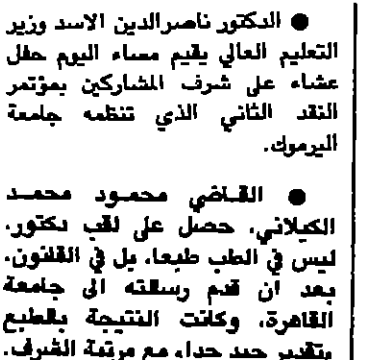 ● الدكتور ناصرالدين الاسد وزير
التعليم العالي يقيم مساء اليوم حفل
عشاء على شرف المشاركين بمؤتمر
النقد الثاني الذي تنظمه جامعة
اليرموك.
● القاضي محمود محمد
الكيلاني، حصل على لقب دكتور،
ليس في الطب طبعا، بل في القانون،
بعد ان قدم رسالته الى جامعة
القاهرة، وكانت النتيجة بالطبع
بتقدير جيد جداً، مع مرتبة الشرف.